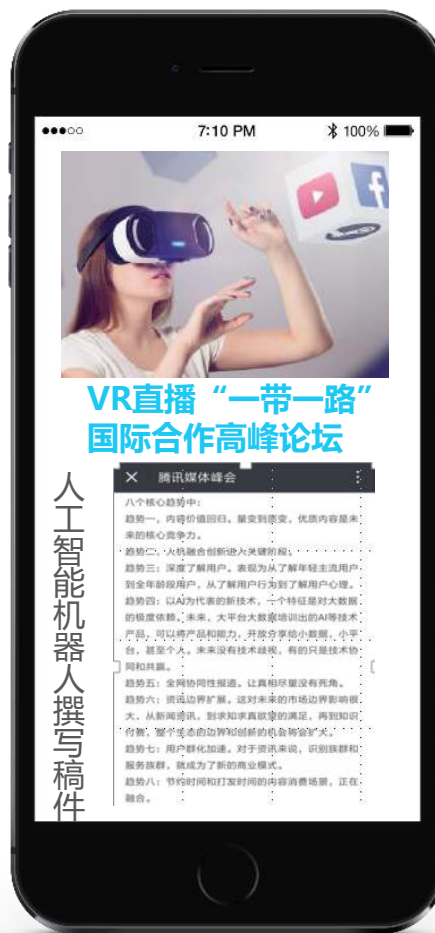 7:10 PM
100%
VR直播“一带一路”
国际合作高峰论坛
人工智能机器人撰写稿件
腾讯媒体峰会
八个核心趋势中:
趋势一,内容价值回归。量变到质变,优质内容是未
来的核心竞争力。
趋势二,人机融合创新进入关键阶段。
趋势三:深度了解用户。表现为从了解年轻主流用户
到全年龄段用户,从了解用户行为到了解用户心理。
趋势四:以AI为代表的新技术,一个特征是对大数据
的极度依赖。未来,大平台大数据培训出的AI等技术
产品,可以将产品和能力,开放分享给小数据,小平
台,甚至个人。未来没有技术歧视,有的只是技术协
同和共赢。
趋势五:全网协同性报道。让真相尽量没有死角。
趋势六:资讯边界扩展。这对未来的市场边界影响很
大,从新闻资讯,到求知求真欲望的满足,再到知识
付费,整个生态的边界和创新的机会将会扩大。
趋势七:用户群化加速。对于资讯来说,识别族群和
服务族群,就成为了新的商业模式。
趋势八:节约时间和打发时间的内容消费场景,正在
融合。